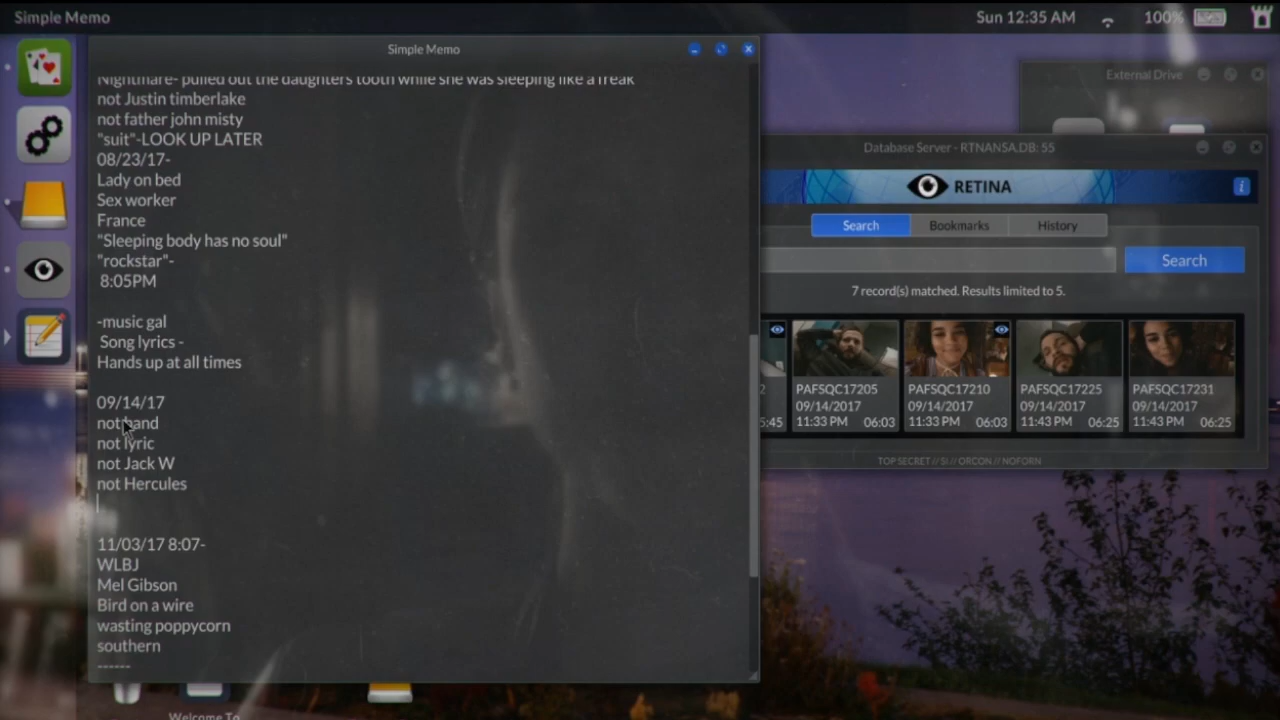 Simple Memo
Sun 12:35 AM
100%
Simple Memo
Nightmare- pulled out the daughters tooth while she was sleeping like a freak
not Justin timberlake
not father john misty
"suit"-LOOK UP LATER
08/23/17-
Lady on bed
Sex worker
France
"Sleeping body has no soul"
"rockstar"-
8:05PM
-music gal
Song lyrics -
Hands up at all times
09/14/17
not hand
not lyric
not Jack W
not Hercules
11/03/17 8:07-
WLBJ
Mel Gibson
Bird on a wire
wasting poppycorn
southern
------
External Drive
Database Server - RTNANSA.DB: 55
RETINA
i
Search
Bookmarks
History
Search
7 record(s) matched. Results limited to 5.
2
5:45
PAFSQC17205
09/14/2017
11:33 PM
06:03
PAFSQC17210
09/14/2017
11:33 PM
06:03
PAFSQC17225
09/14/2017
11:43 PM
06:25
PAFSQC17231
09/14/2017
11:43 PM
06:25
TOP SECRET // SI // ORCON // NOFORN
Welcome To